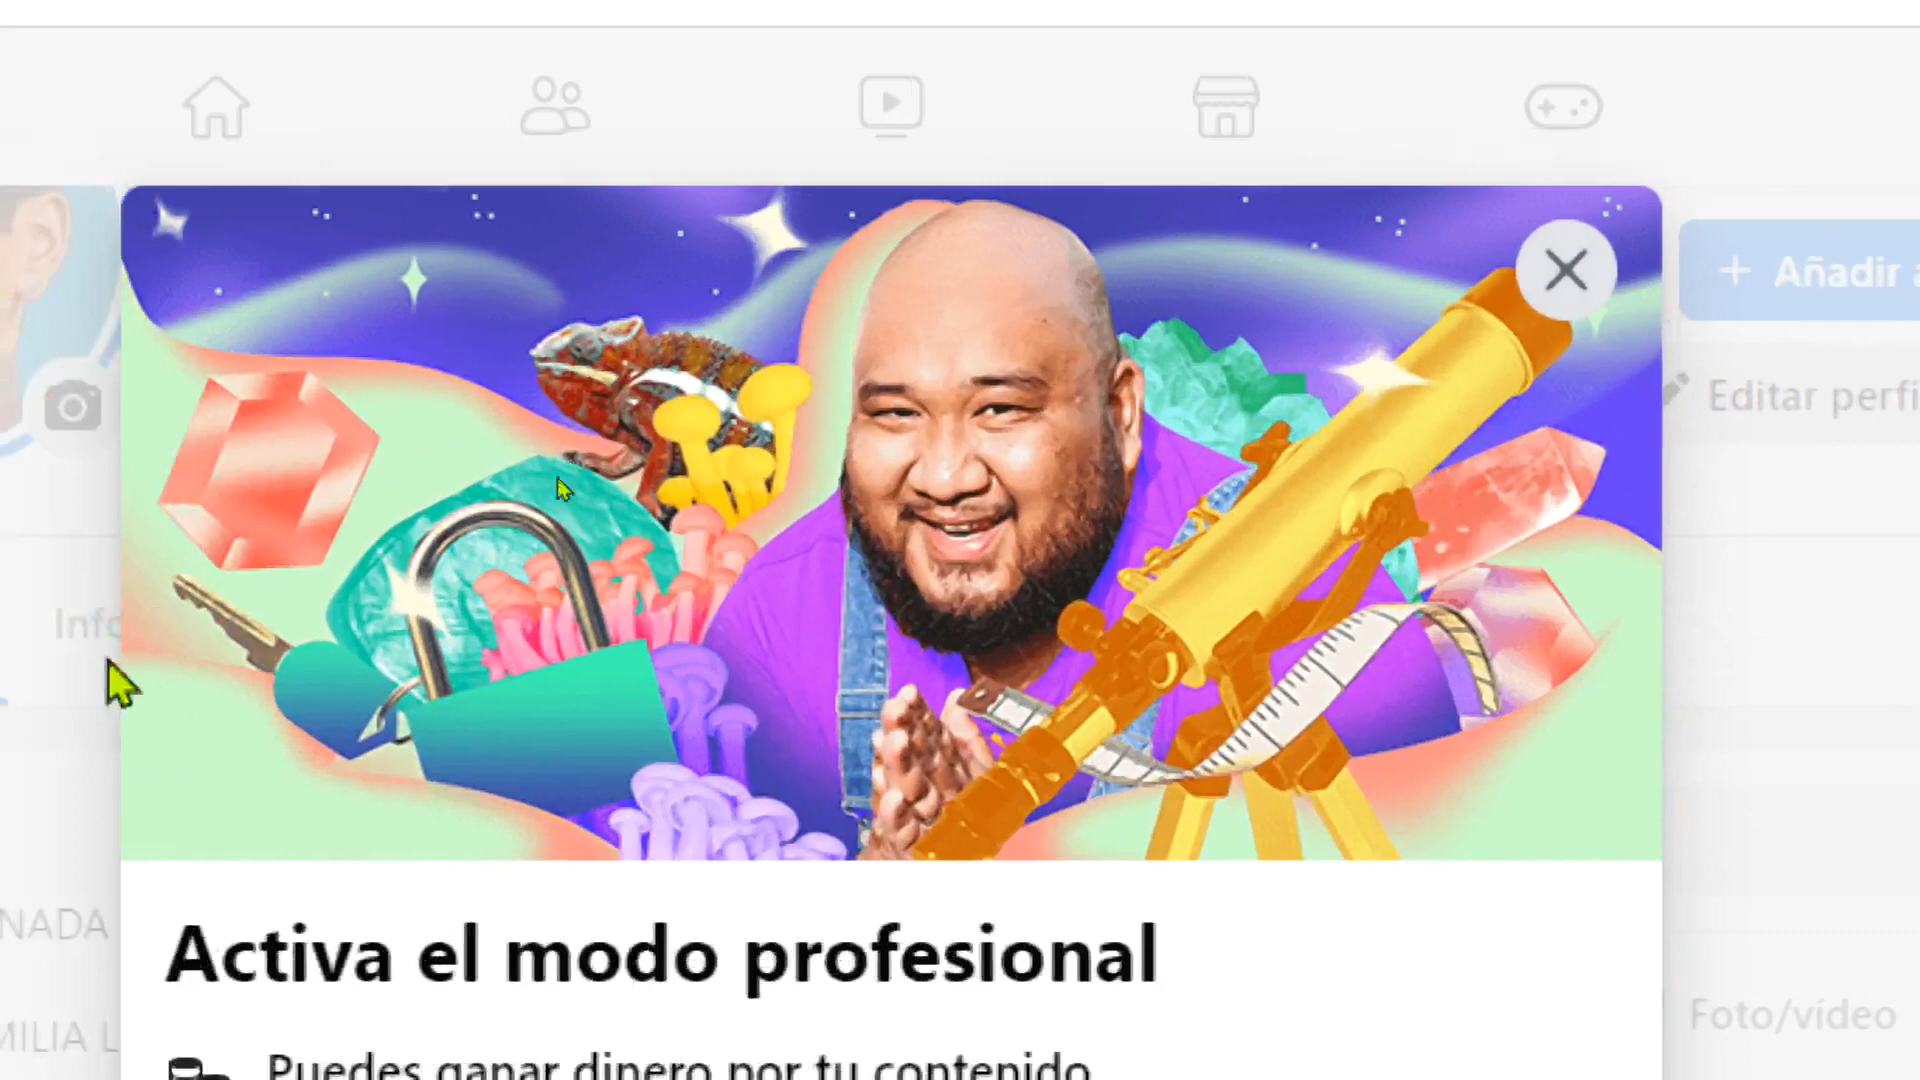 Añadir a
Editar perfi
Info
Activa el modo profesional
NADA
MILIA L
Foto/vídeo
Puedes ganar dinero por tu contenido